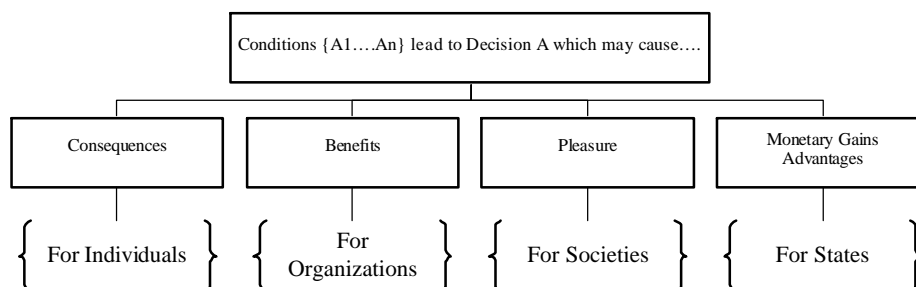 Conditions {A1….An} lead to Decision A which may cause….
Consequences
Benefits
Pleasure
Monetary Gains
Advantages
For Individuals
For
Organizations
For Societies
For States